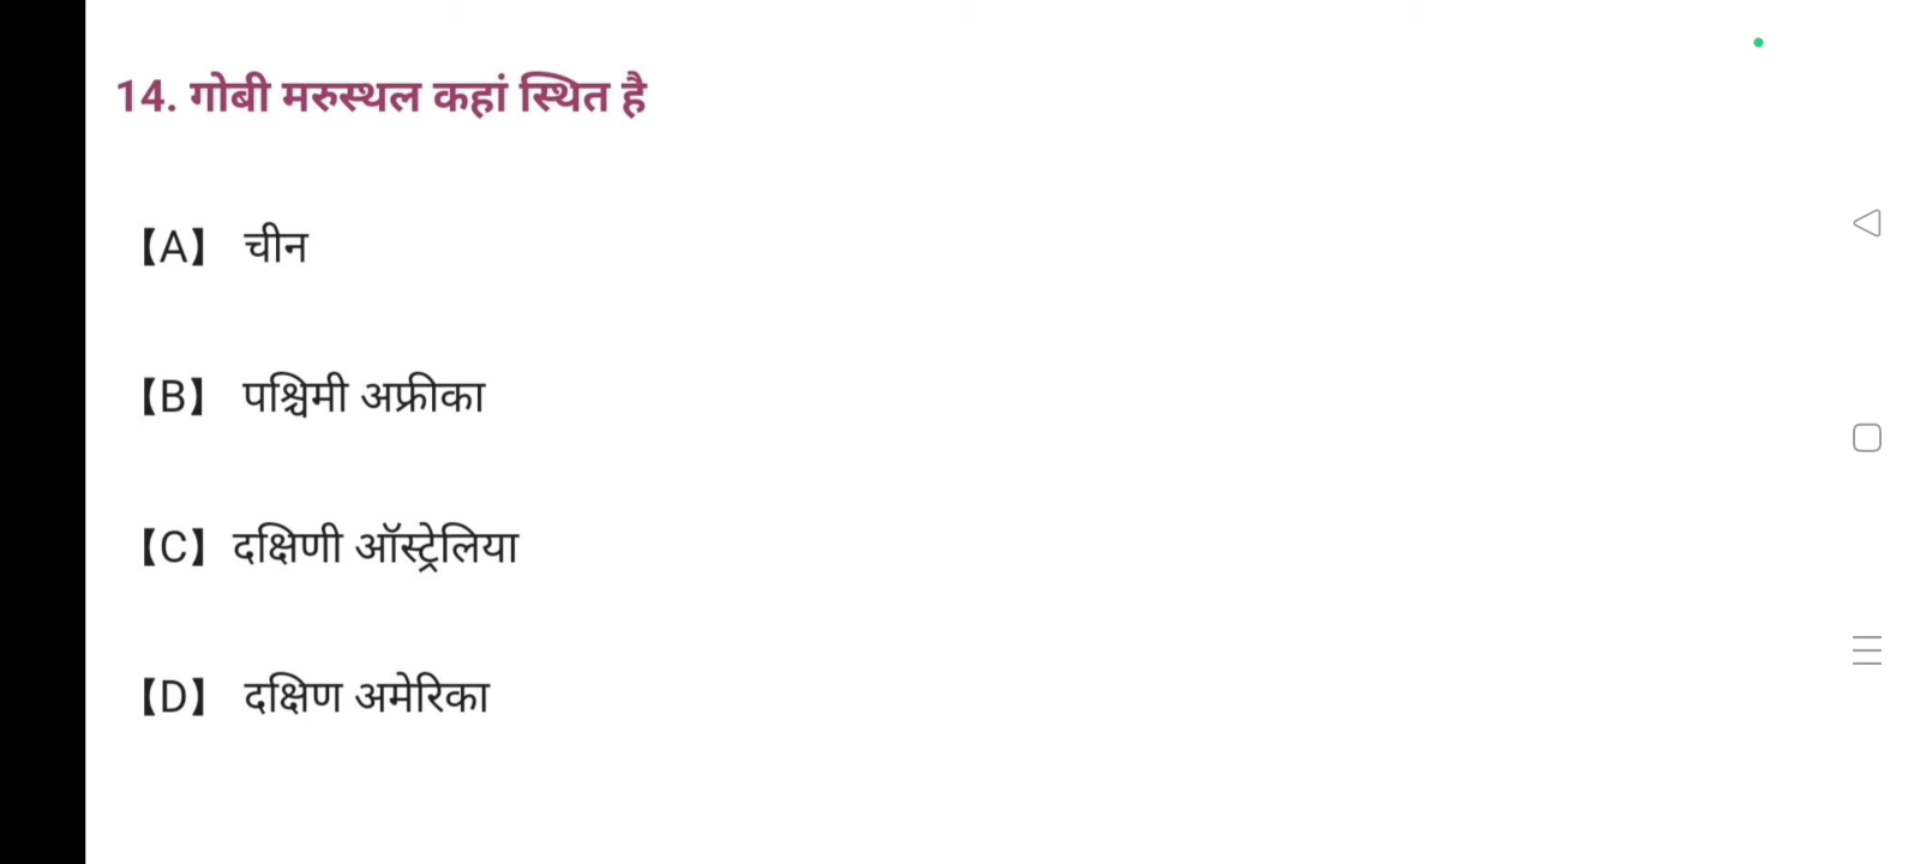 14. गोबी मरुस्थल कहां स्थित है
【A】 चीन
【B】 पश्चिमी अफ्रीका
【C】 दक्षिणी ऑस्ट्रेलिया
【D】 दक्षिण अमेरिका